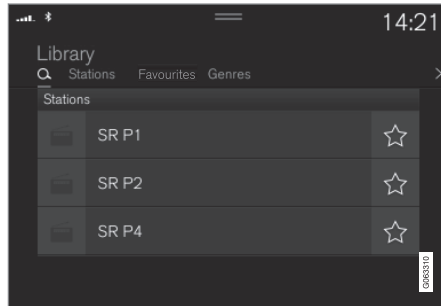 14:21
Library
Stations Favourites Genres
Stations
SR P1
SR P2
SR P4
G063310